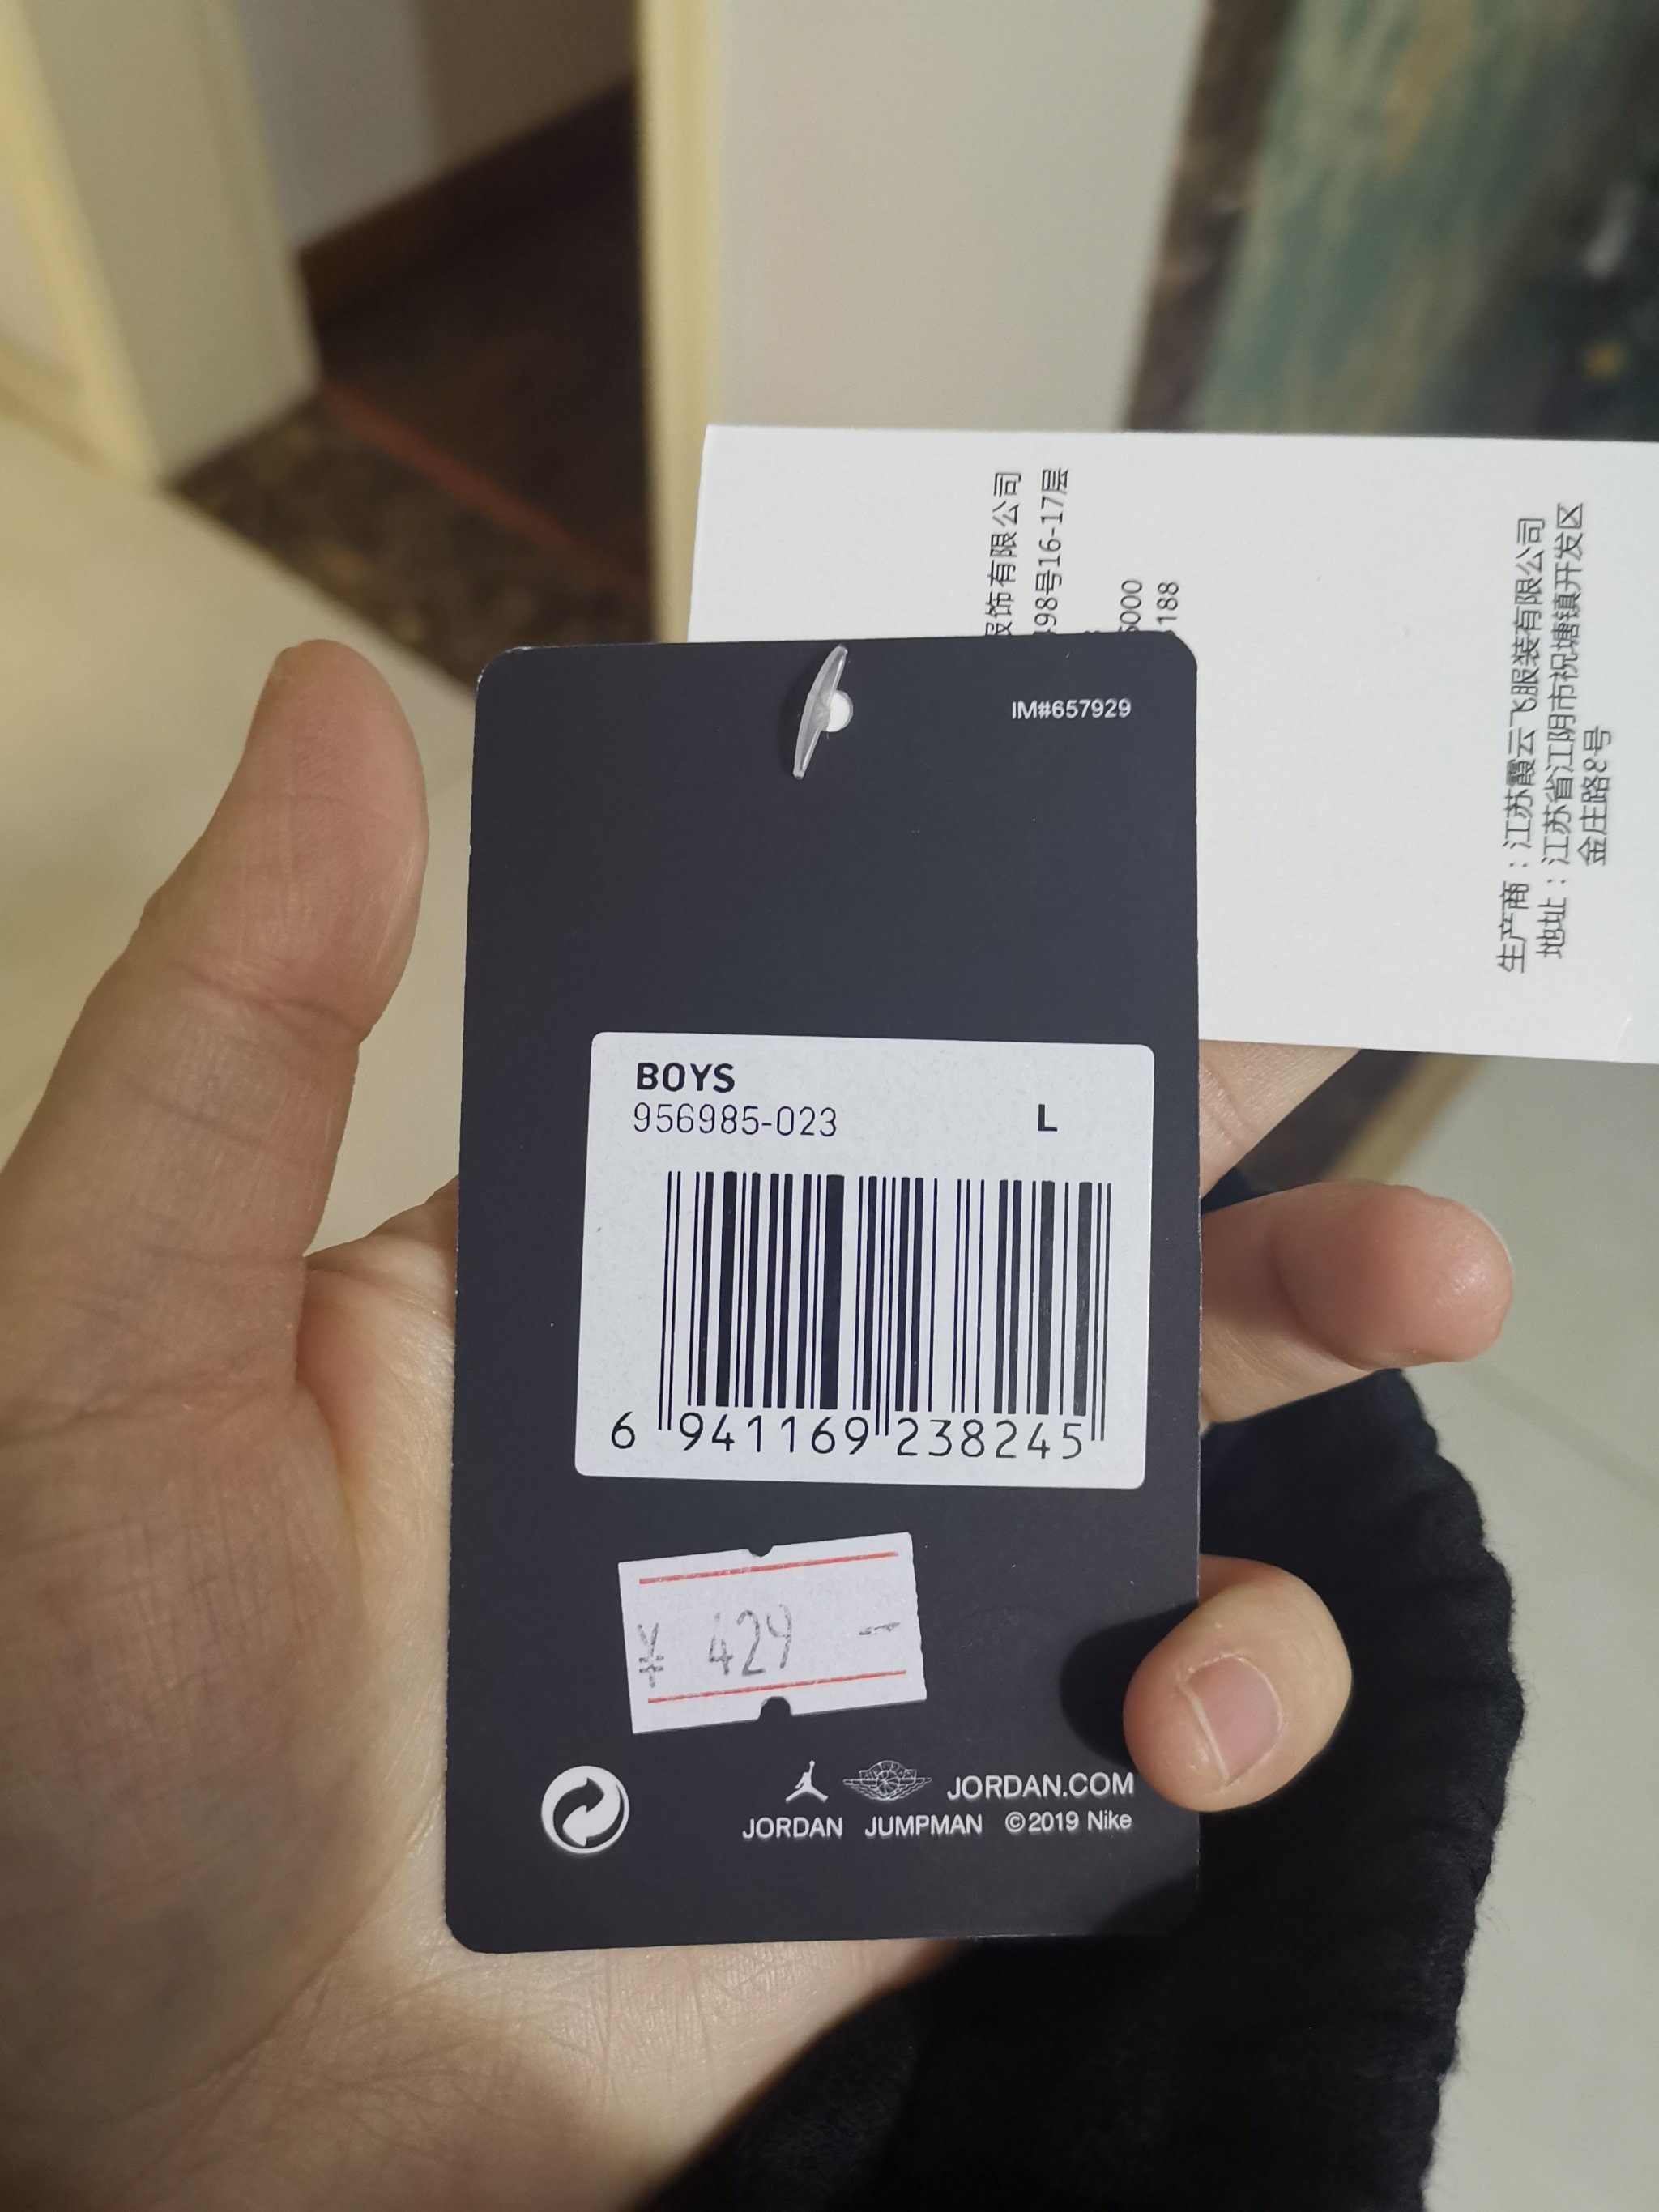 服饰有限公司
498号16-17层
5000
188
生产商：江苏霞云飞服装有限公司
地址：江苏省江阴市祝塘镇开发区
金庄路8号
IM#657929
BOYS
956985-023 L
6 941169 238245
¥ 429 -
JORDAN.COM
JORDAN JUMPMAN ©2019 Nike